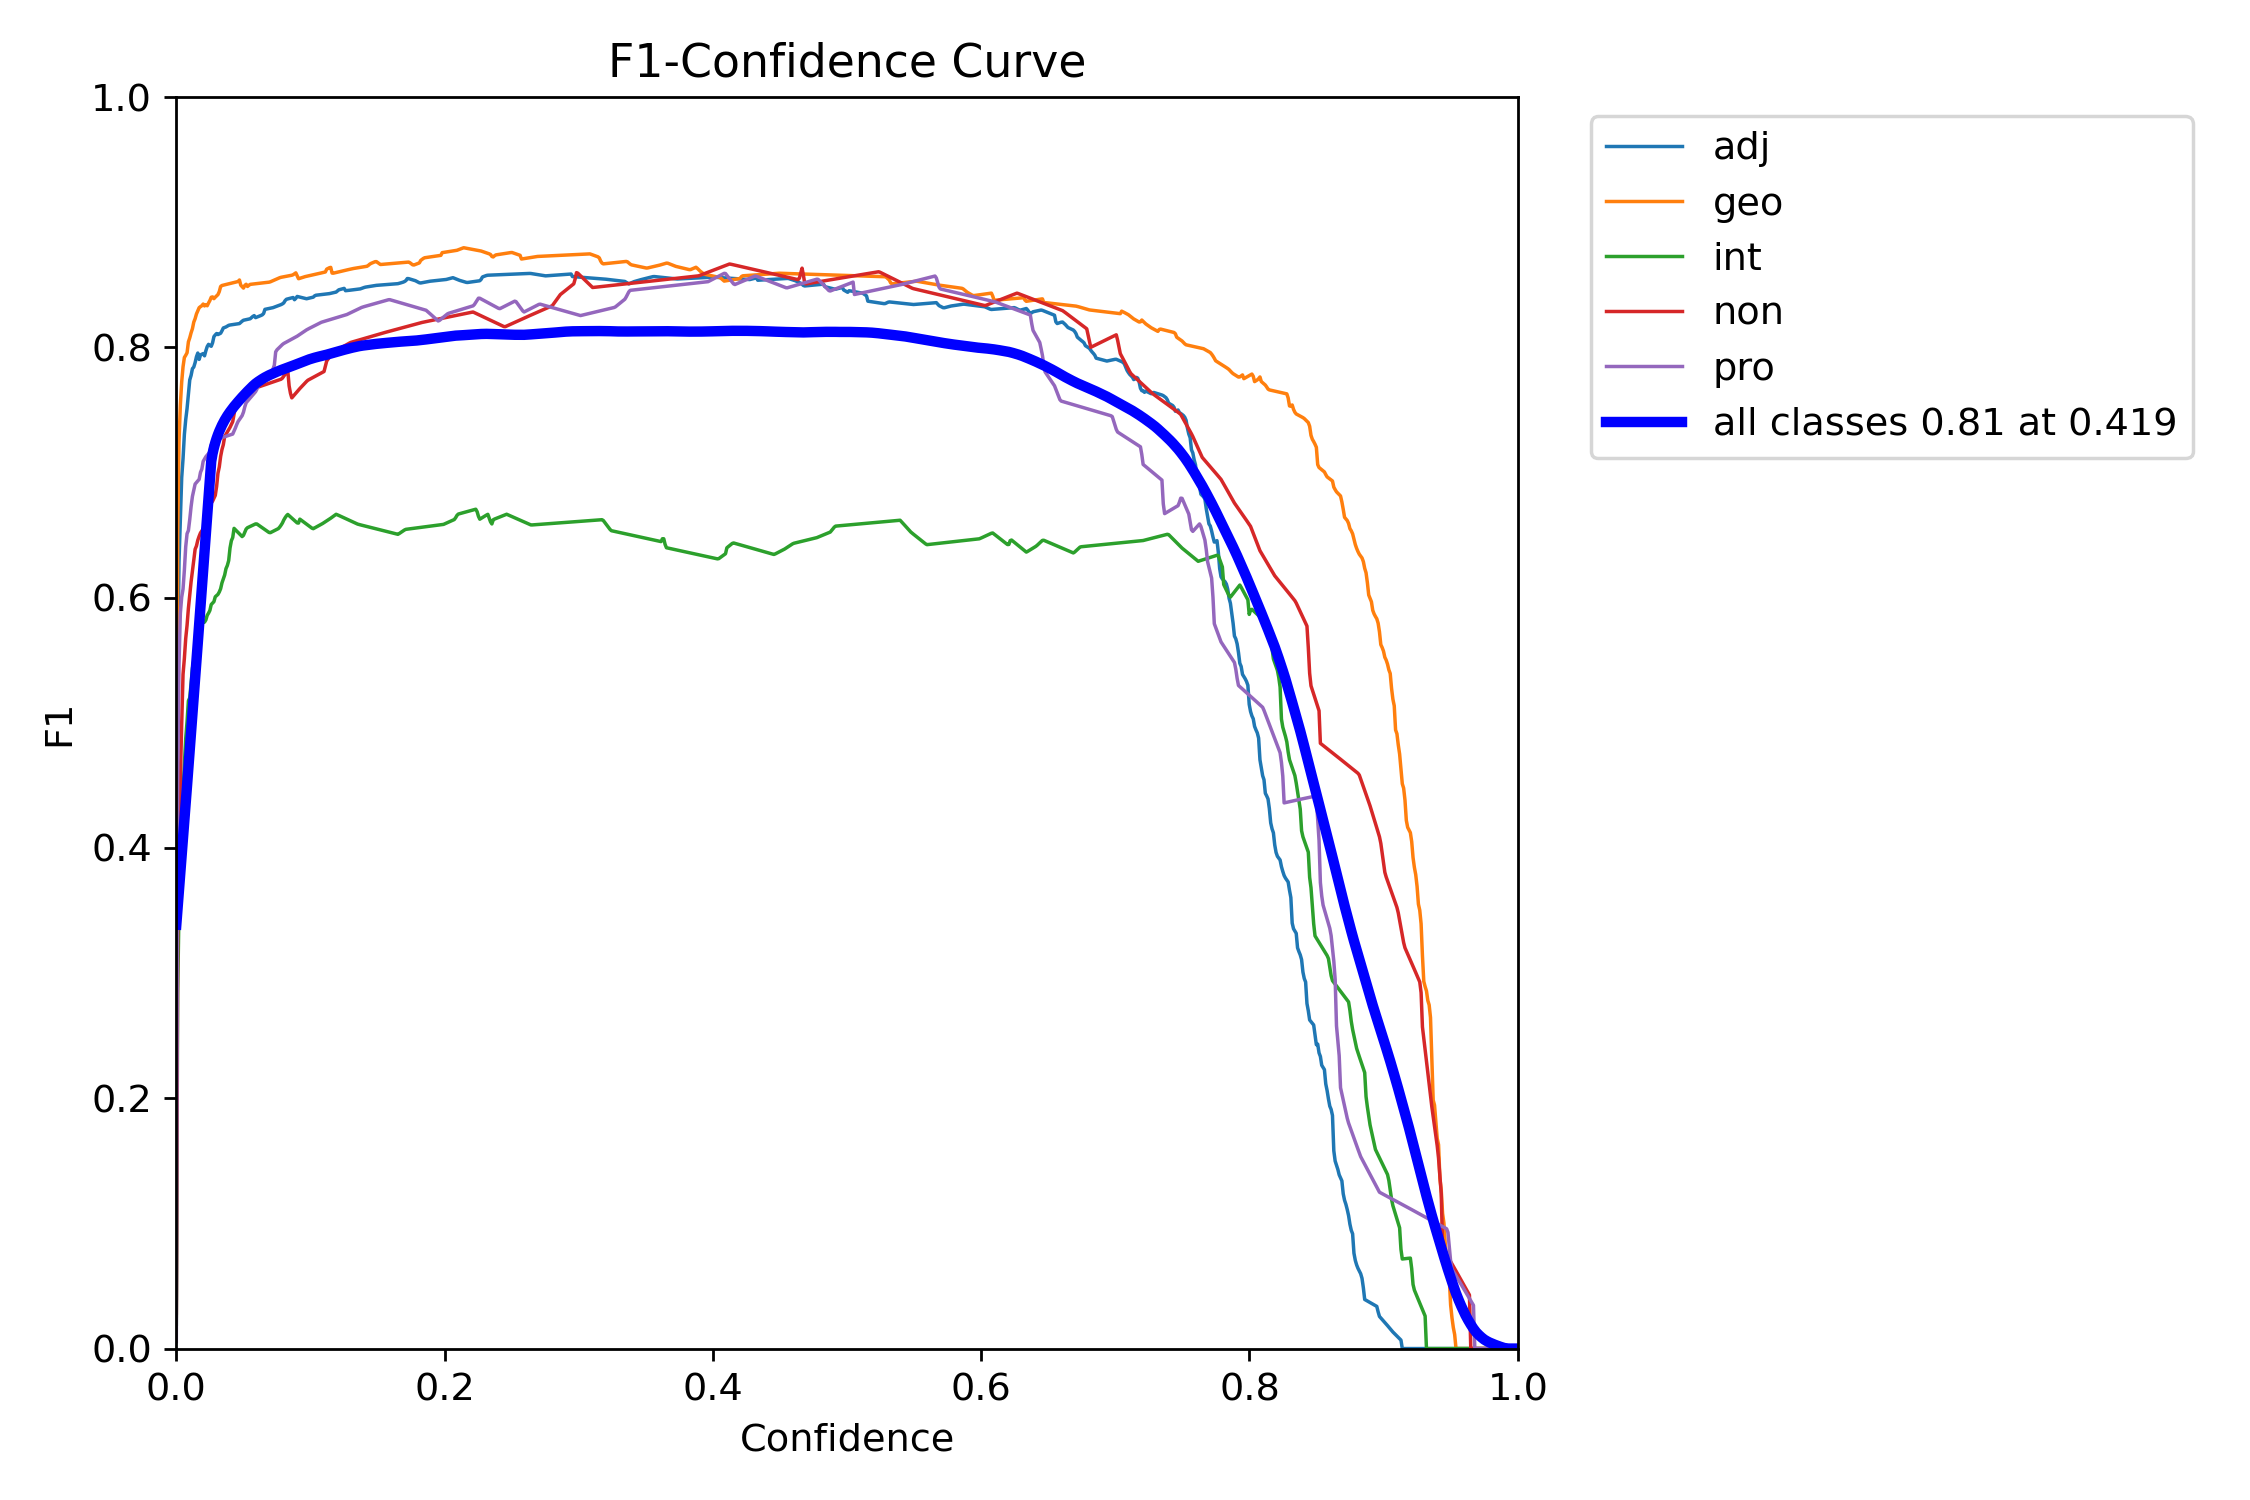 F1-Confidence Curve
1.0
0.8
0.6
0.4
0.2
0.0
F1
0.0 0.2 0.4 0.6 0.8 1.0
Confidence
adj
geo
int
non
pro
all classes 0.81 at 0.419